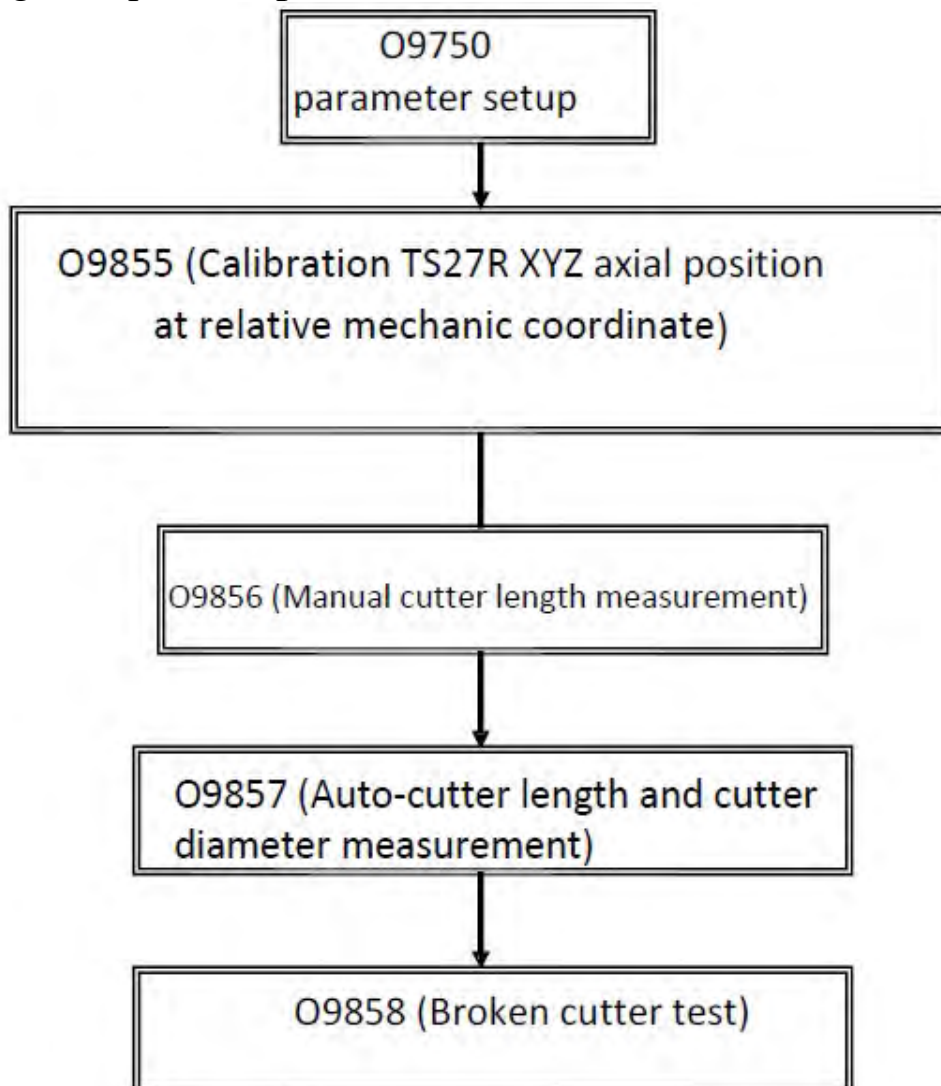 O9750
parameter setup
O9855 (Calibration TS27R XYZ axial position
at relative mechanic coordinate)
O9856 (Manual cutter length measurement)
O9857 (Auto-cutter length and cutter
diameter measurement)
O9858 (Broken cutter test)